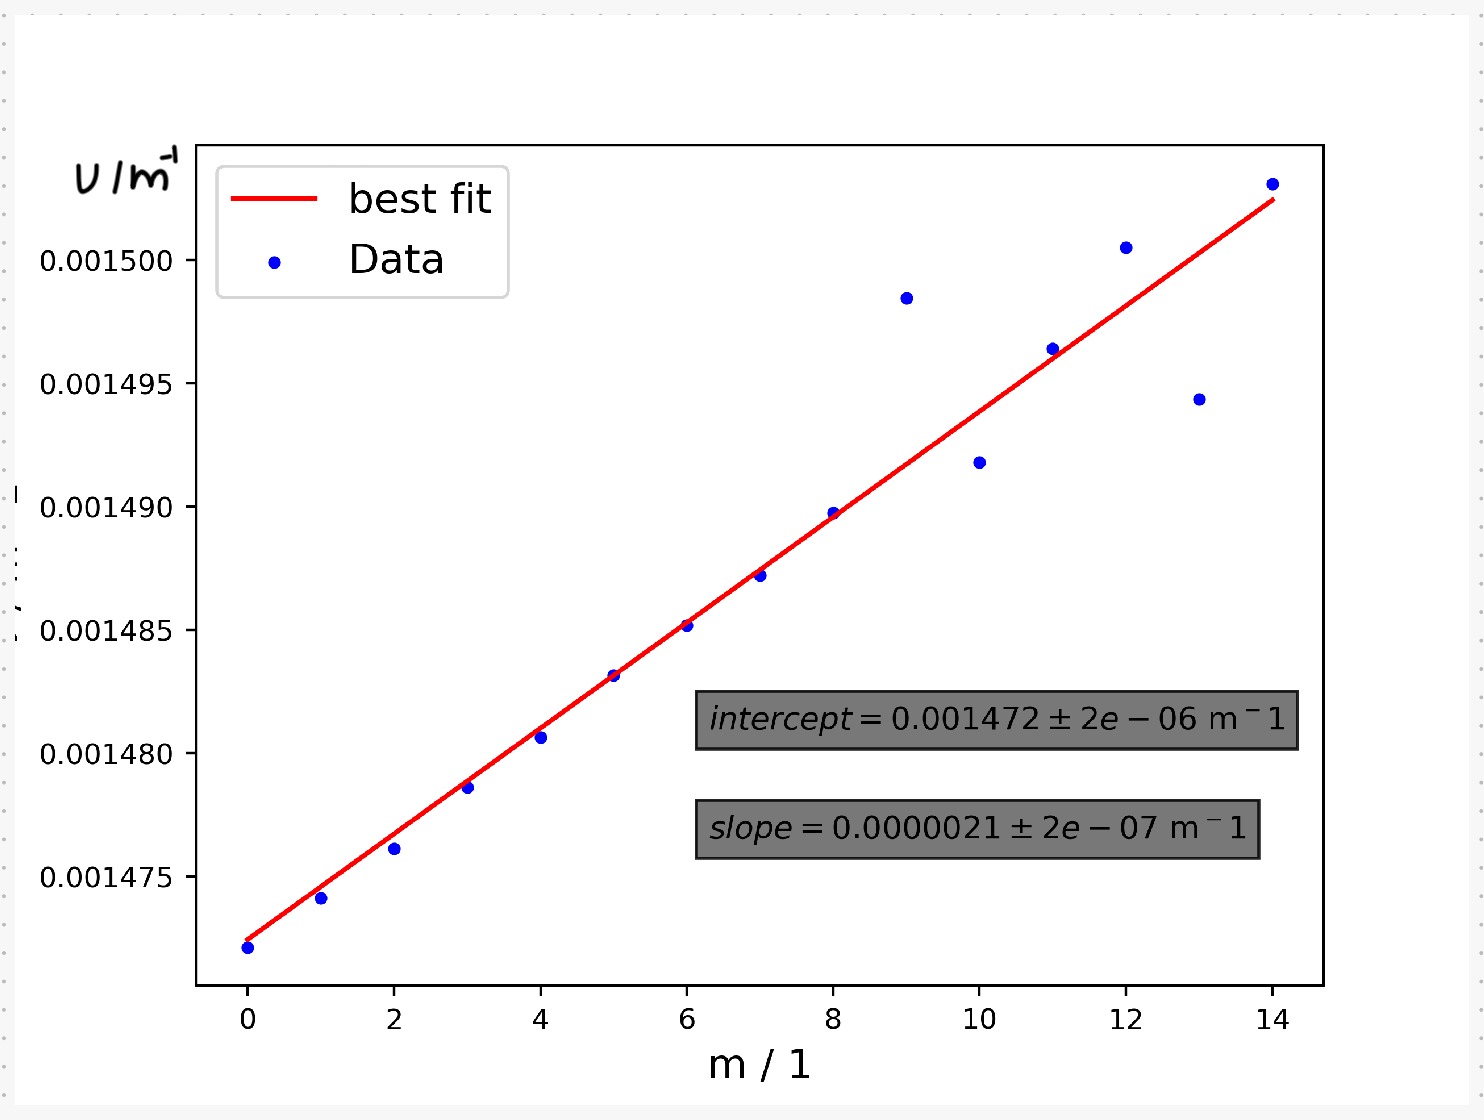 υ /m⁻¹
best fit
Data
0.001500
0.001495
0.001490
0.001485
0.001480
0.001475
intercept = 0.001472 ± 2e − 06 m⁻1
slope = 0.0000021 ± 2e − 07 m⁻1
0 2 4 6 8 10 12 14
m / 1